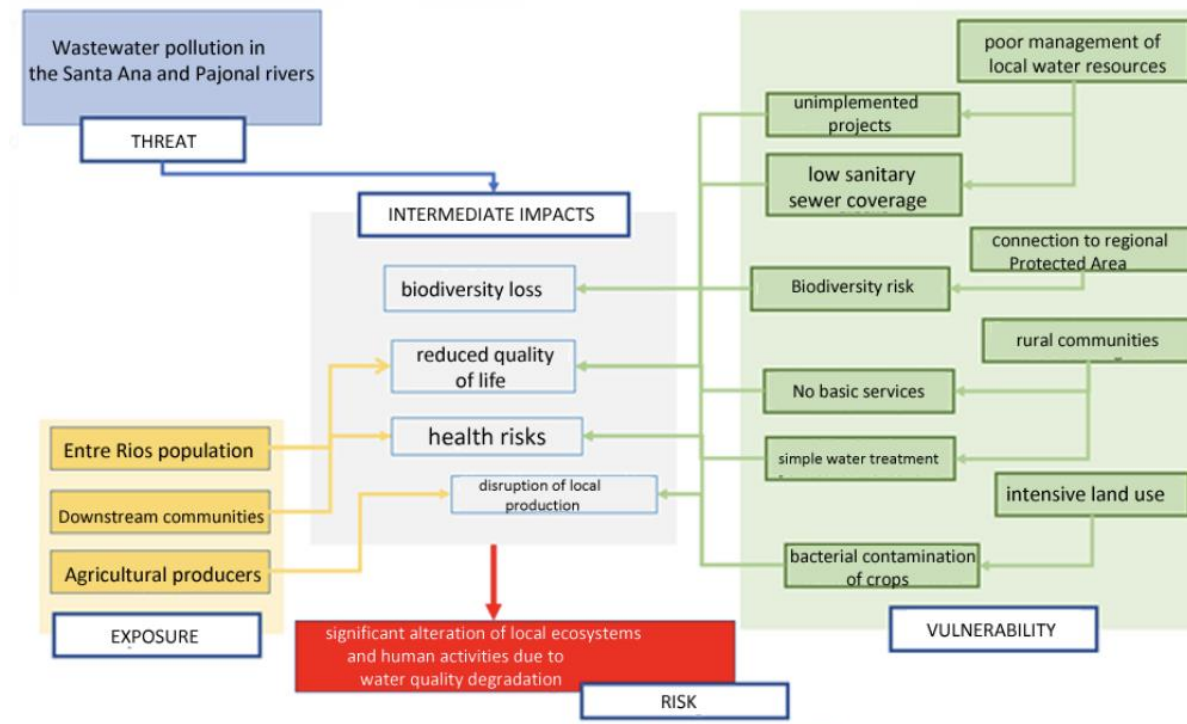 Wastewater pollution in
the Santa Ana and Pajonal rivers
THREAT
INTERMEDIATE IMPACTS
biodiversity loss
reduced quality
of life
health risks
disruption of local
production
Entre Rios population
Downstream communities
Agricultural producers
EXPOSURE
significant alteration of local ecosystems
and human activities due to
water quality degradation
RISK
poor management of
local water resources
unimplemented
projects
low sanitary
sewer coverage
connection to regional
Protected Area
Biodiversity risk
rural communities
No basic services
simple water treatment
intensive land use
bacterial contamination
of crops
VULNERABILITY